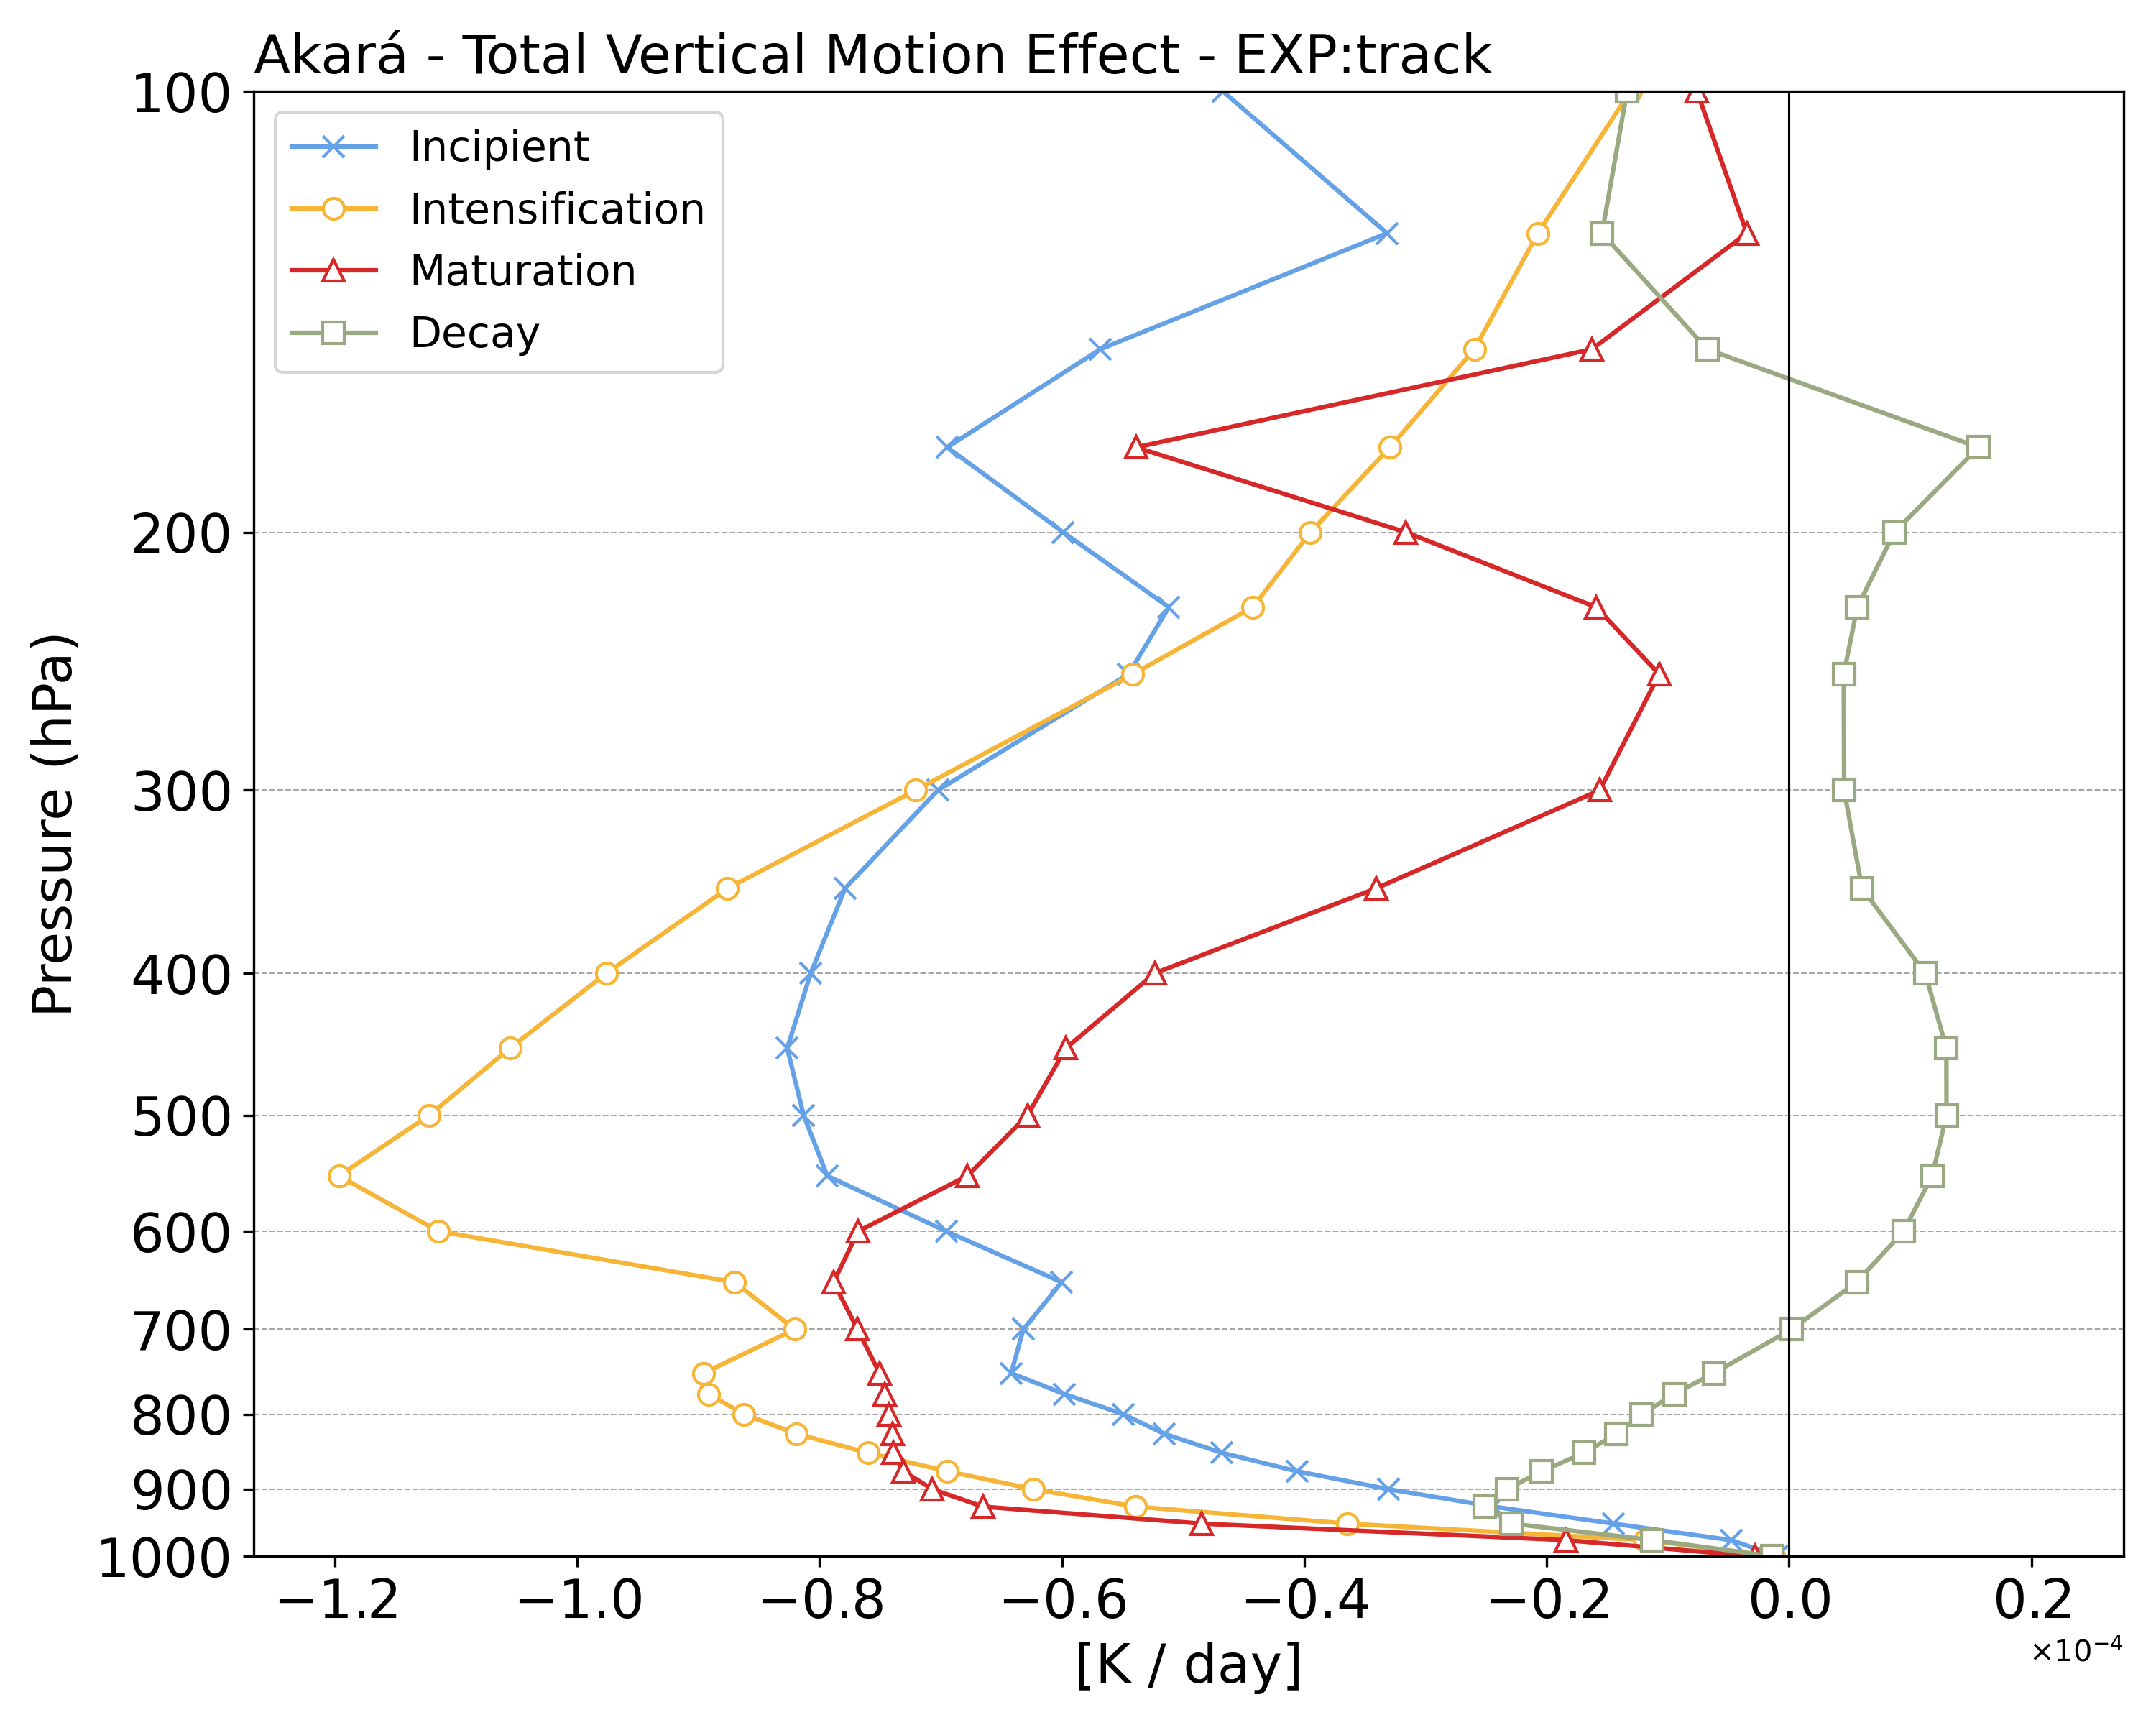 Akará - Total Vertical Motion Effect - EXP:track
Incipient
Intensification
Maturation
Decay
Pressure (hPa)
100
200
300
400
500
600
700
800
900
1000
−1.2 −1.0 −0.8 −0.6 −0.4 −0.2 0.0 0.2
×10⁻⁴
[K / day]